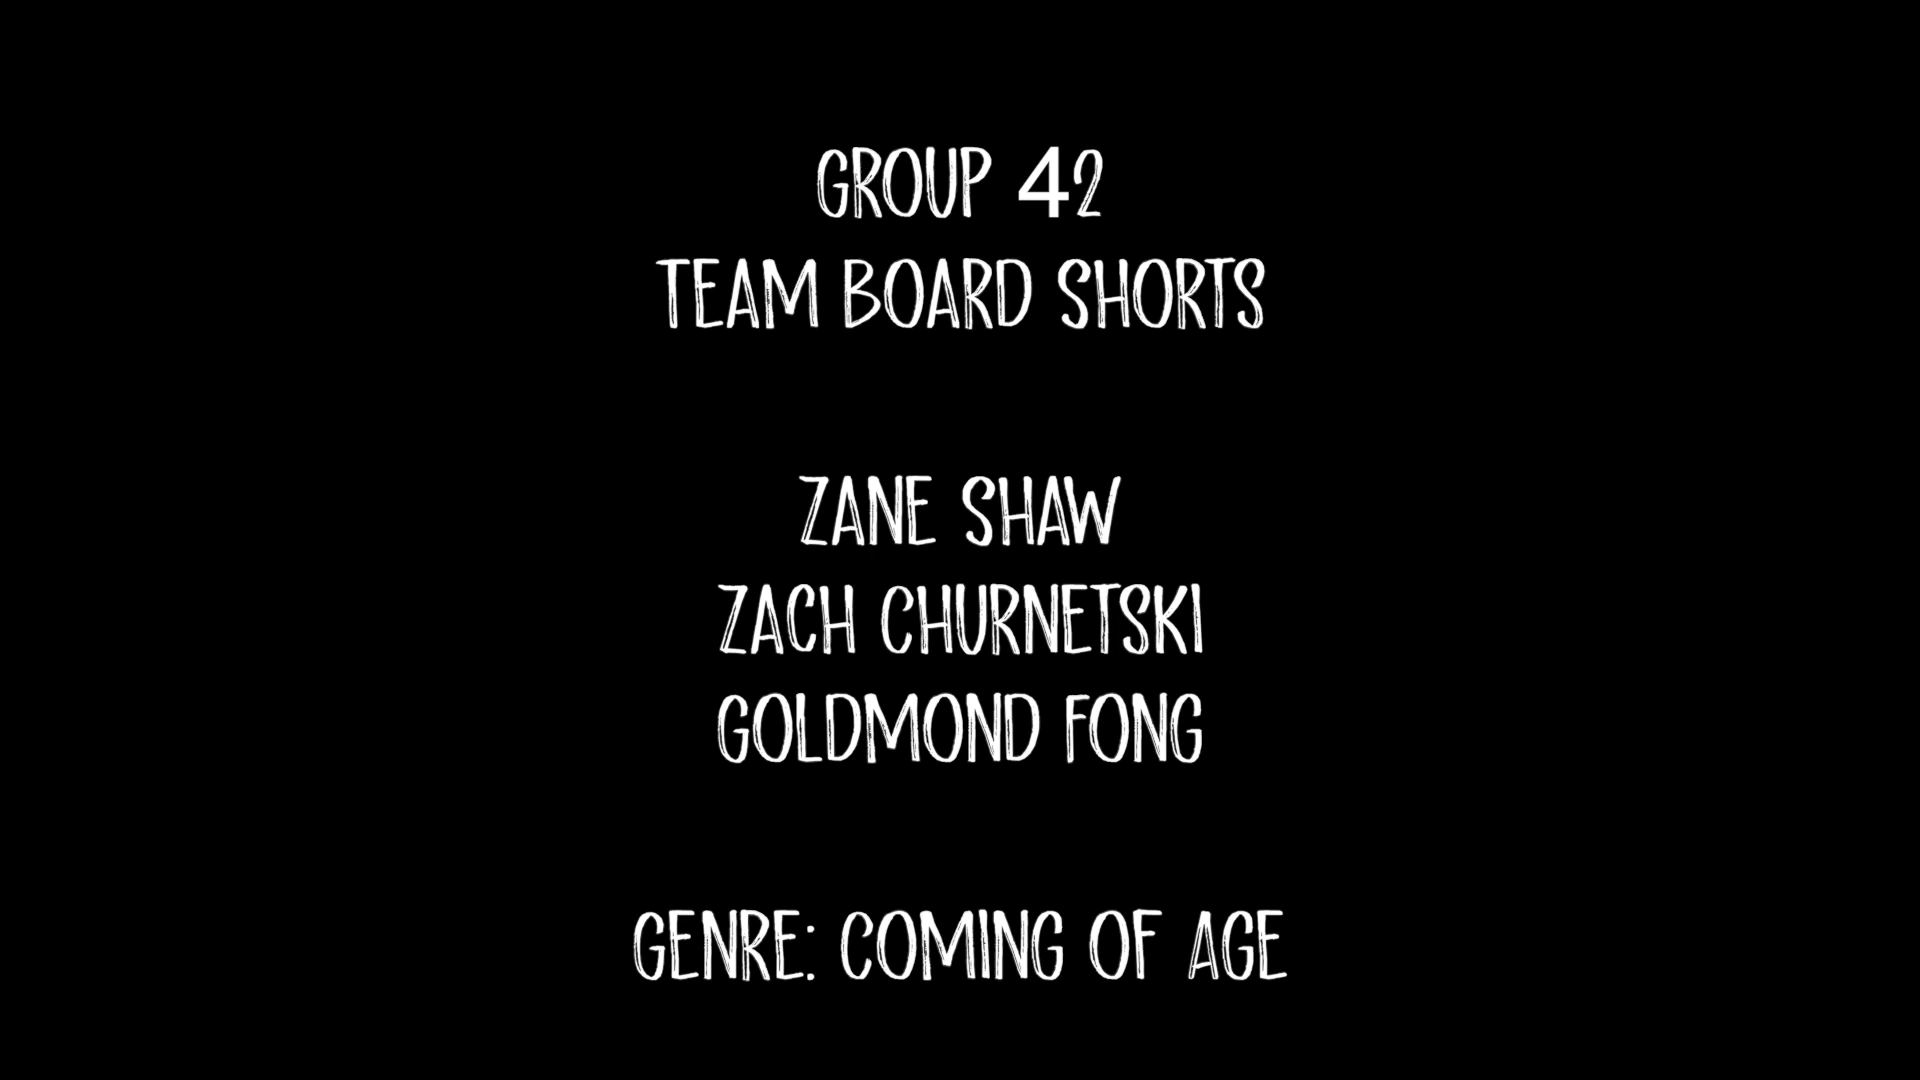 GROUP 42
TEAM BOARD SHORTS
ZANE SHAW
ZACH CHURNETSKI
GOLDMOND FONG
GENRE: COMING OF AGE